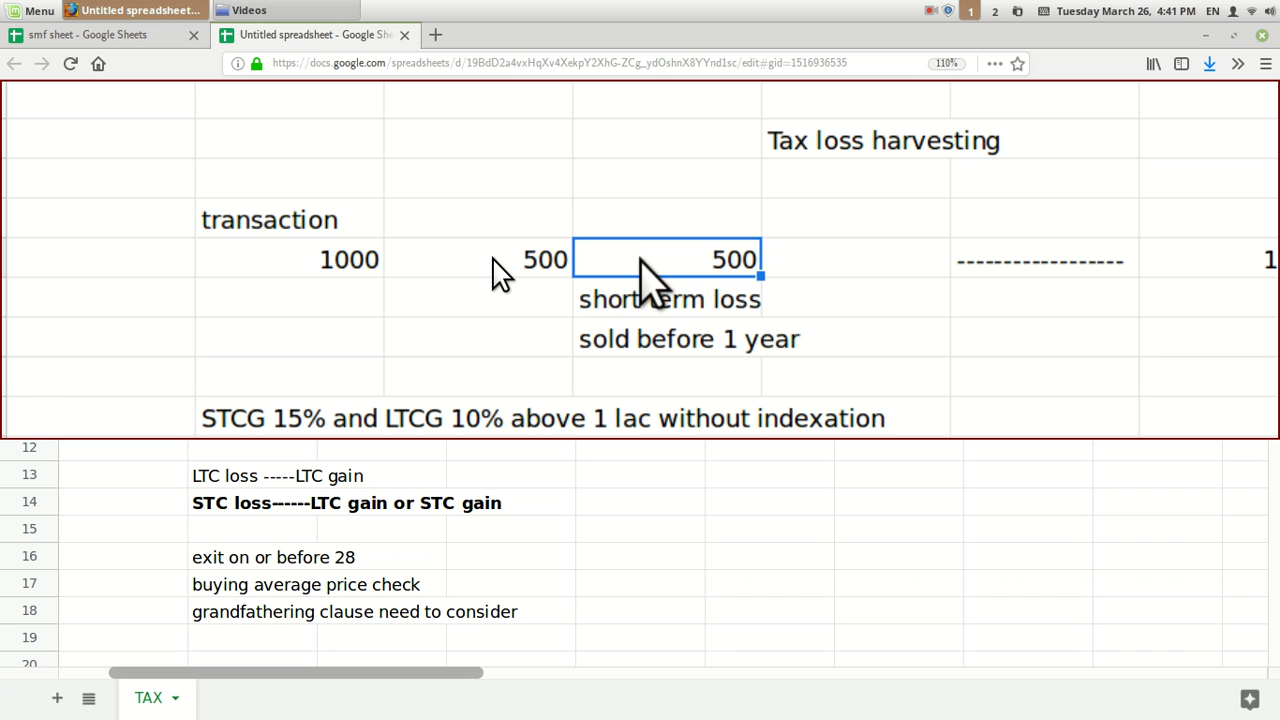 Menu Untitled spreadsheet... Videos 1 2 Tuesday March 26, 4:41 PM EN
smf sheet - Google Sheets Untitled spreadsheet - Google She
https://docs.google.com/spreadsheets/d/19BdD2a4vxHqXv4XekpY2XhG-ZCg_ydOshnX8YYnd1sc/edit#gid=1516936535 110%
Tax loss harvesting
transaction
1000 500 500 ------------------ 1
short term loss
sold before 1 year
STCG 15% and LTCG 10% above 1 lac without indexation
12
13 LTC loss -----LTC gain
14 STC loss------LTC gain or STC gain
15
16 exit on or before 28
17 buying average price check
18 grandfathering clause need to consider
19
20
TAX